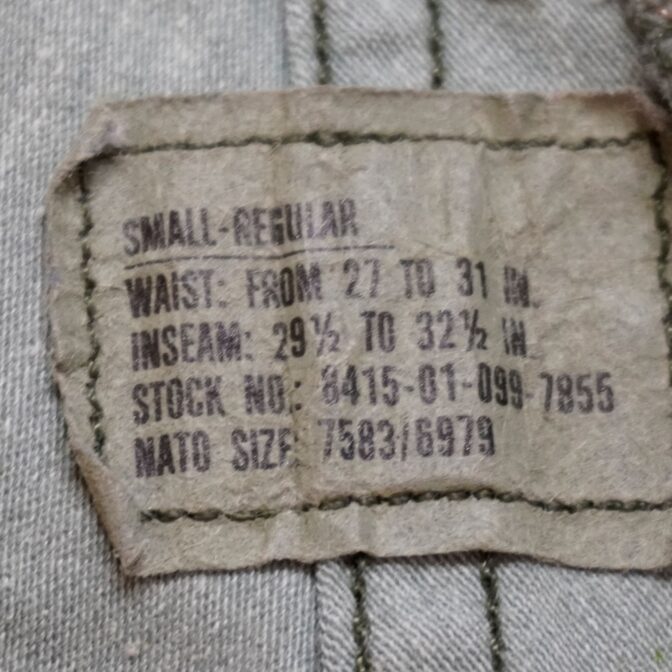 SMALL-REGULAR
WAIST: FROM 27 TO 31 IN.
INSEAM: 29½ TO 32½ IN
STOCK NO.: 8415-01-099-7855
NATO SIZE 7583/6979